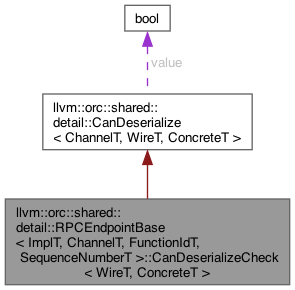 bool
value
llvm::orc::shared::
detail::CanDeserialize
< ChannelT, WireT, ConcreteT >
llvm::orc::shared::
detail::RPCEndpointBase
< ImplT, ChannelT, FunctionIdT,
SequenceNumberT >::CanDeserializeCheck
< WireT, ConcreteT >